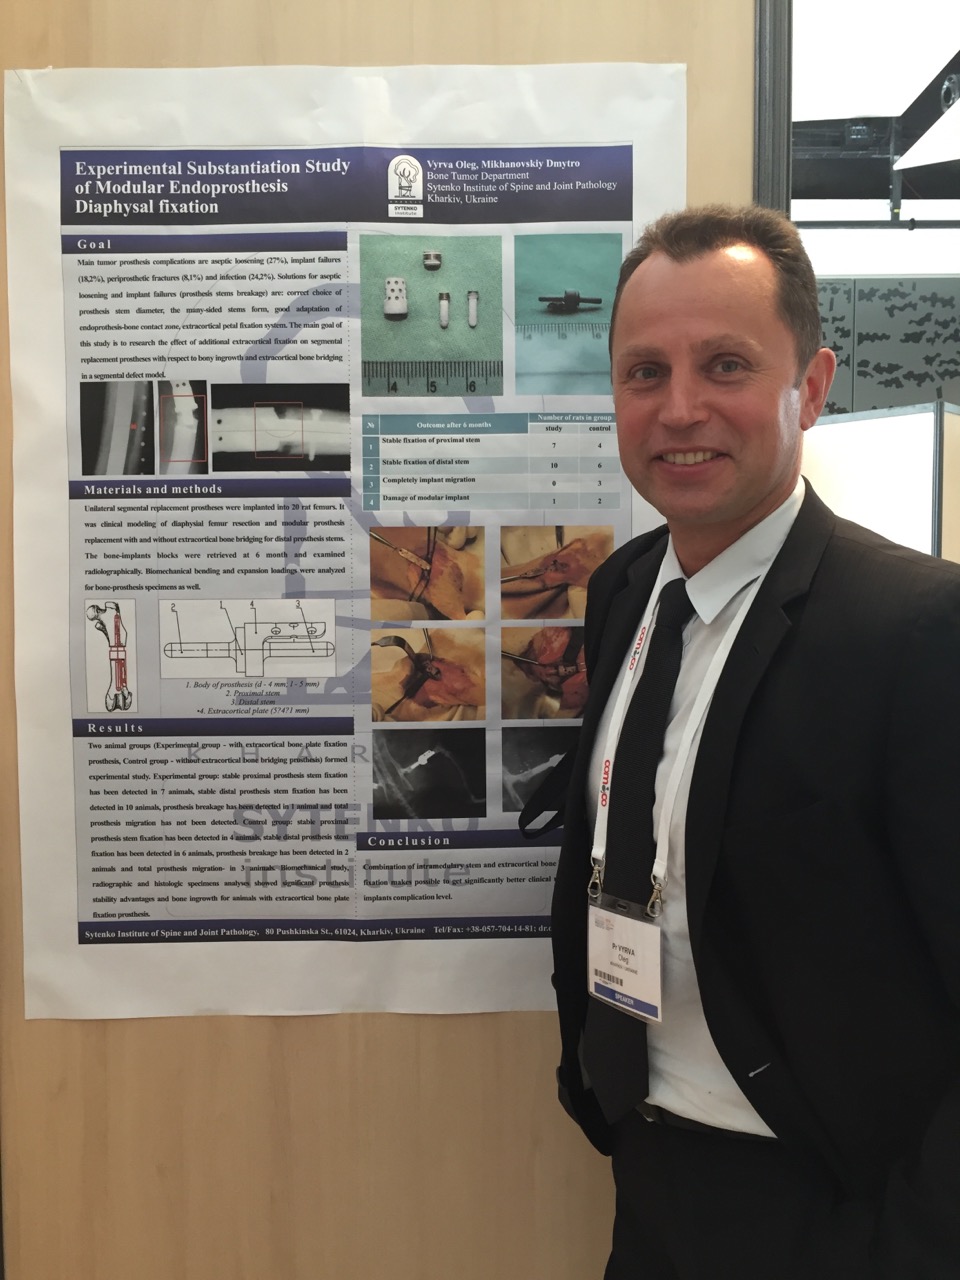 Experimental Substantiation Study
of Modular Endoprosthesis
Diaphysal fixation
SYTENKO
institute
Vyrva Oleg, Mikhanovskiy Dmytro
Bone Tumor Department
Sytenko Institute of Spine and Joint Pathology
Kharkiv, Ukraine
Goal
Main tumor prosthesis complications are aseptic loosening (27%), implant failures
(18,2%), periprosthetic fractures (8,1%) and infection (24,2%). Solutions for aseptic
loosening and implant failures (prosthesis stems breakage) are: correct choice of
prosthesis stem diameter, the many-sided stems form, good adaptation of
endoprosthesis-bone contact zone, extracortical petal fixation system. The main goal of
this study is to research the effect of additional extracortical fixation on segmental
replacement prostheses with respect to bony ingrowth and extracortical bone bridging
in a segmental defect model.
Materials and methods
Unilateral segmental replacement prostheses were implanted into 20 rat femurs. It
was clinical modeling of diaphysial femur resection and modular prosthesis
replacement with and without extracortical bone bridging for distal prosthesis stems.
The bone-implants blocks were retrieved at 6 month and examined
radiologically. Biomechanical bending and expansion loadings were analyzed
for bone-prosthesis specimens as well.
2 1 4 3
1. Body of prosthesis (d - 4 mm, l - 5 mm)
2. Proximal stem
3. Distal stem
•4. Extracortical plate (5?4?1 mm)
Results
Two animal groups (Experimental group - with extracortical bone plate fixation
prosthesis, Control group - without extracortical bone bridging prosthesis) formed
experimental study. Experimental group: stable proximal prosthesis stem fixation
has been detected in 7 animals, stable distal prosthesis stem fixation has been
detected in 10 animals, prosthesis breakage has been detected in 1 animal and total
prosthesis migration has not been detected. Control group: stable proximal
prosthesis stem fixation has been detected in 4 animals, stable distal prosthesis stem
fixation has been detected in 6 animals, prosthesis breakage has been detected in 2
animals and total prosthesis migration- in 3 animals. Biomechanical study,
radiographic and histologic specimens analyses showed significant prosthesis
stability advantages and bone ingrowth for animals with extracortical bone plate
fixation prosthesis.
4 5 6
№ Outcome after 6 months Number of rats in group
study control
1 Stable fixation of proximal stem 7 4
2 Stable fixation of distal stem 10 6
3 Completely implant migration 0 3
4 Damage of modular implant 1 2
K H A R
SYTENKO
institute
Conclusion
Combination of intramedulary stem and extracortical bone
fixation makes possible to get significantly better clinical
implants complication level.
Sytenko Institute of Spine and Joint Pathology, 80 Pushkinska St., 61024, Kharkiv, Ukraine Tel/Fax: +38-057-704-14-81;
com&co
com&co
Pr VYRVA
Oleg
SPEAKER